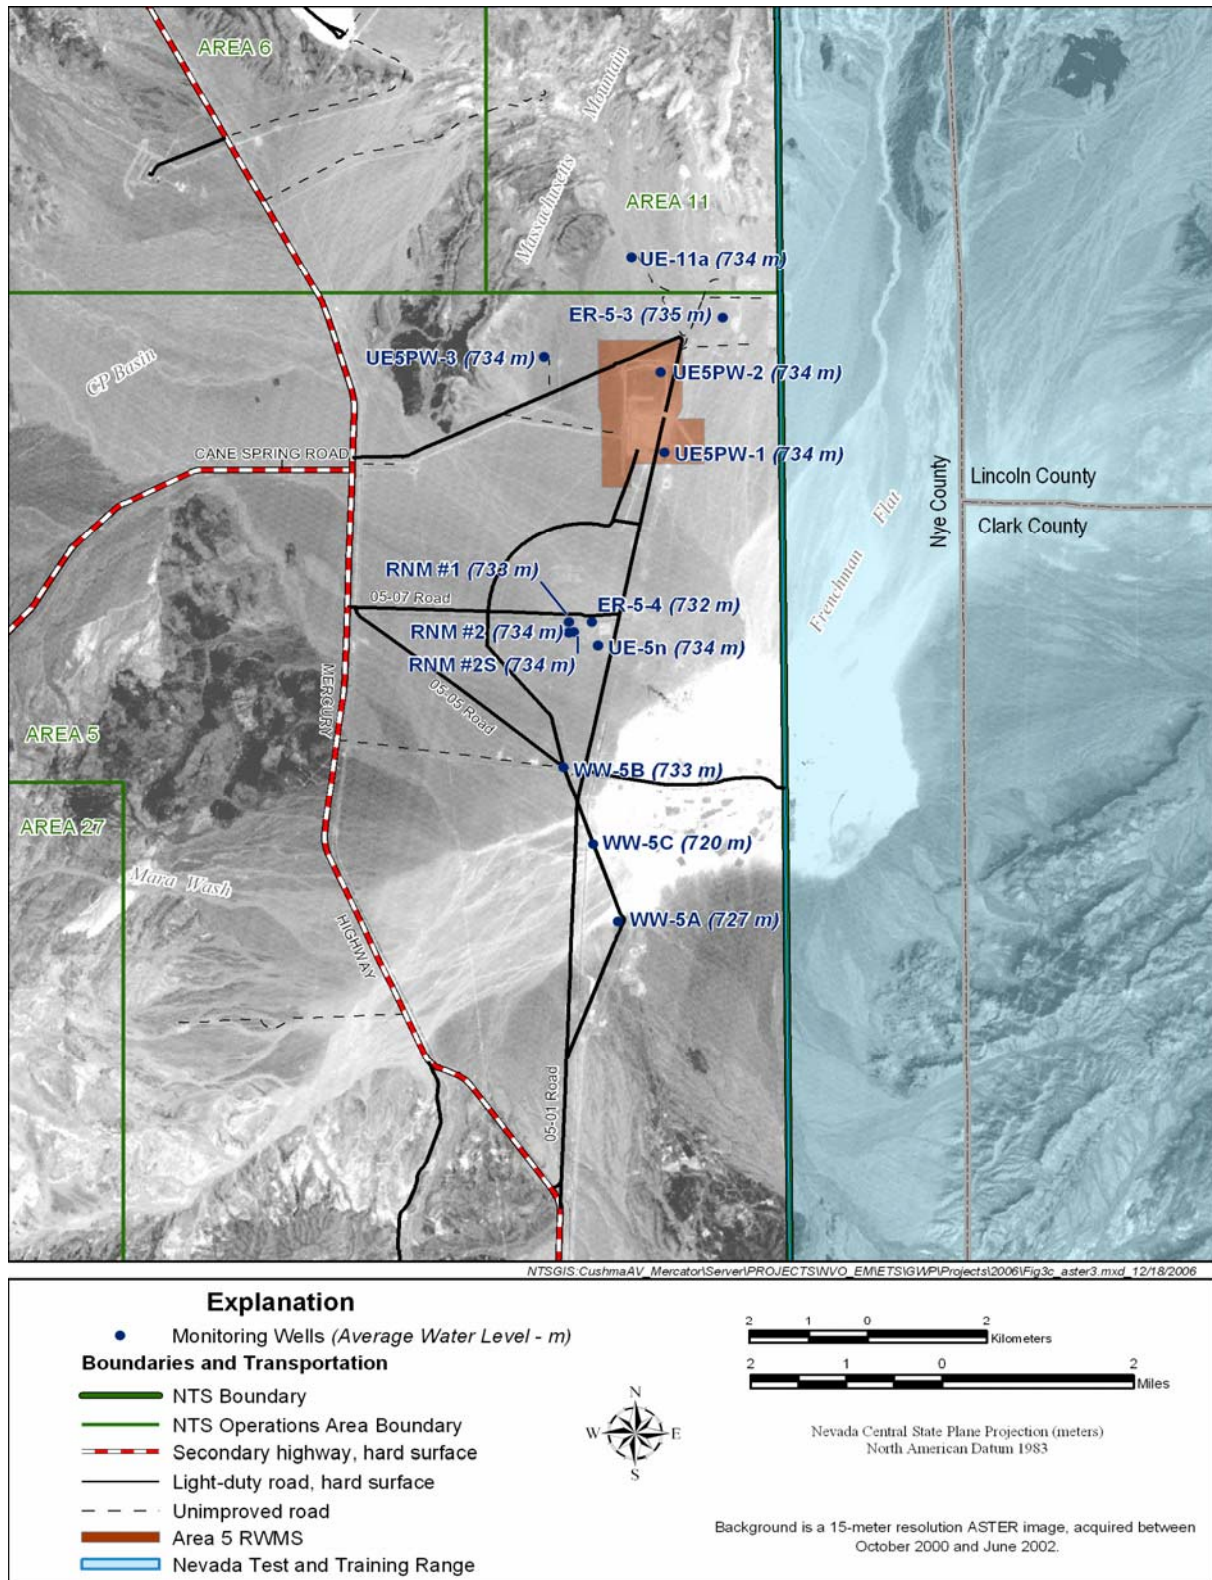 AREA 6
Massachusetts Mountain
AREA 11
UE-11a (734 m)
ER-5-3 (735 m)
UE5PW-3 (734 m)
UE5PW-2 (734 m)
CP Basin
CANE SPRING ROAD
UE5PW-1 (734 m)
Lincoln County
Nye County
Clark County
Frenchman Flat
RNM #1 (733 m)
05-07 Road
ER-5-4 (732 m)
RNM #2 (734 m)
UE-5n (734 m)
RNM #2S (734 m)
05-05 Road
MERCURY
AREA 5
WW-5B (733 m)
AREA 27
WW-5C (720 m)
Mara Wash
WW-5A (727 m)
HIGHWAY
05-01 Road
NTSGIS:CushmaAV_Mercator\Server\PROJECTS\NVO_EM\ETS\GWP\Projects\2006\Fig3c_aster3.mxd_12/18/2006
Explanation
Monitoring Wells (Average Water Level - m)
Boundaries and Transportation
NTS Boundary
NTS Operations Area Boundary
Secondary highway, hard surface
Light-duty road, hard surface
Unimproved road
Area 5 RWMS
Nevada Test and Training Range
N
W E
S
2 1 0 2
Kilometers
2 1 0 2
Miles
Nevada Central State Plane Projection (meters)
North American Datum 1983
Background is a 15-meter resolution ASTER image, acquired between
October 2000 and June 2002.